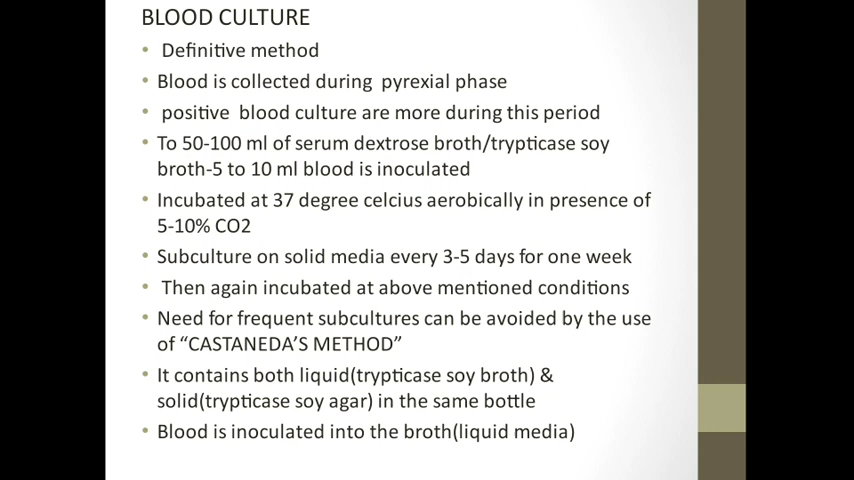 BLOOD CULTURE
• Definitive method
• Blood is collected during pyrexial phase
• positive blood culture are more during this period
• To 50-100 ml of serum dextrose broth/trypticase soy
broth-5 to 10 ml blood is inoculated
• Incubated at 37 degree celcius aerobically in presence of
5-10% CO2
• Subculture on solid media every 3-5 days for one week
• Then again incubated at above mentioned conditions
• Need for frequent subcultures can be avoided by the use
of “CASTANEDA’S METHOD”
• It contains both liquid(trypticase soy broth) &
solid(trypticase soy agar) in the same bottle
• Blood is inoculated into the broth(liquid media)